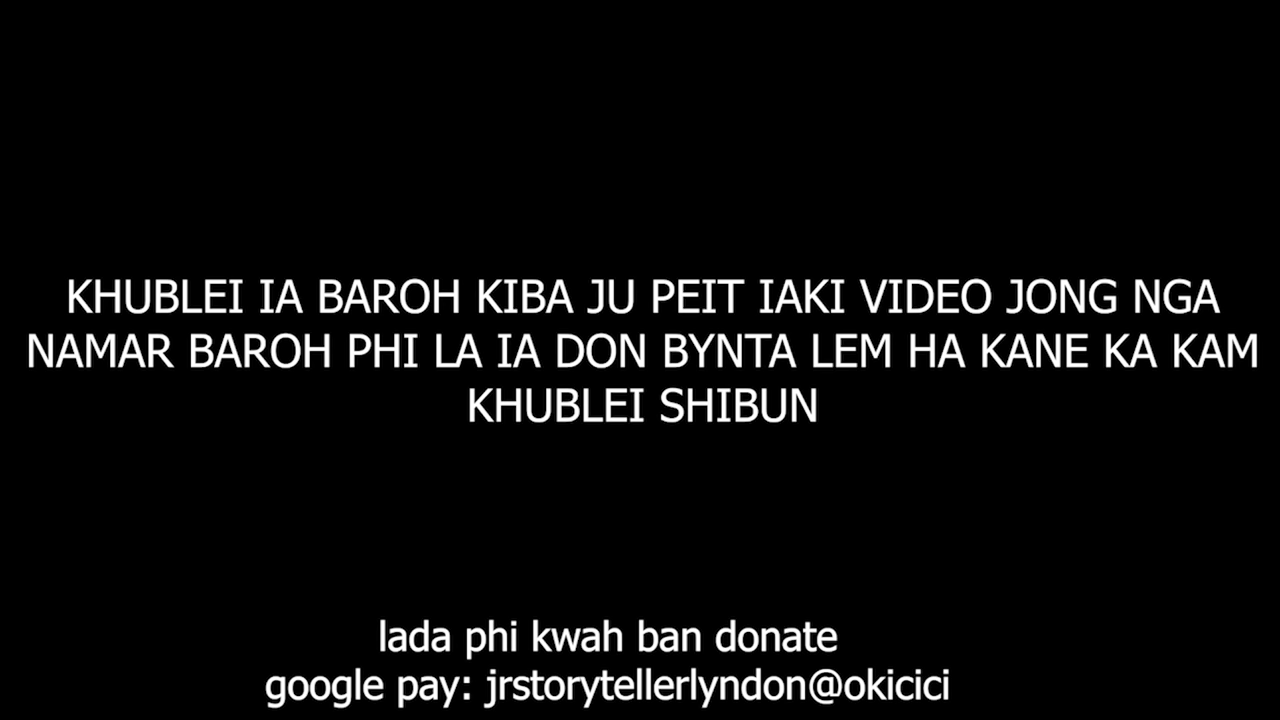 KHUBLEI IA BAROH KIBA JU PEIT IAKI VIDEO JONG NGA
NAMAR BAROH PHI LA IA DON BYNTA LEM HA KANE KA KAM
KHUBLEI SHIBUN
lada phi kwah ban donate
google pay: jrstorytellerlyndon@okicici